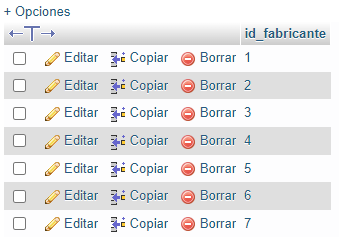 + Opciones
id_fabricante
Editar Copiar Borrar 1
Editar Copiar Borrar 2
Editar Copiar Borrar 3
Editar Copiar Borrar 4
Editar Copiar Borrar 5
Editar Copiar Borrar 6
Editar Copiar Borrar 7